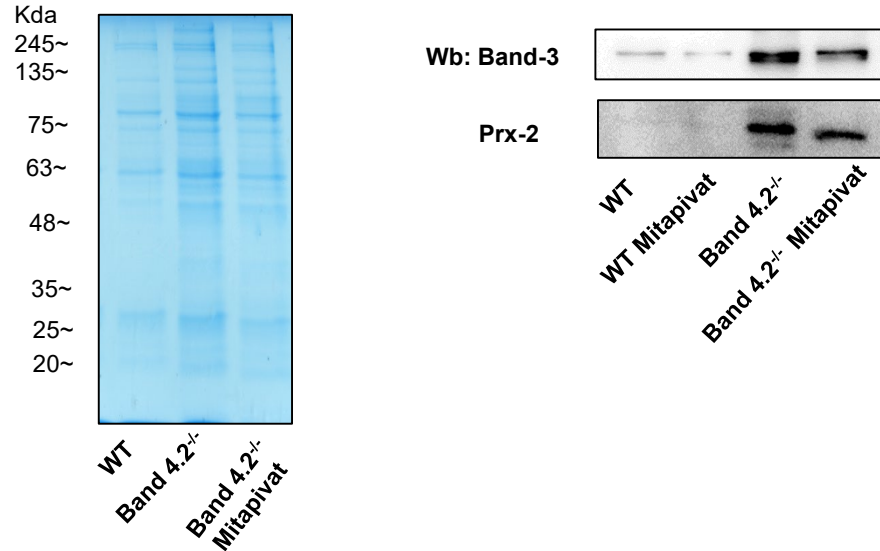 Kda
245~
135~
75~
63~
48~
35~
25~
20~
WT
Band 4.2-/-
Band 4.2-/-
Mitapivat
Wb: Band-3
Prx-2
WT
WT Mitapivat
Band 4.2-/-
Band 4.2-/- Mitapivat